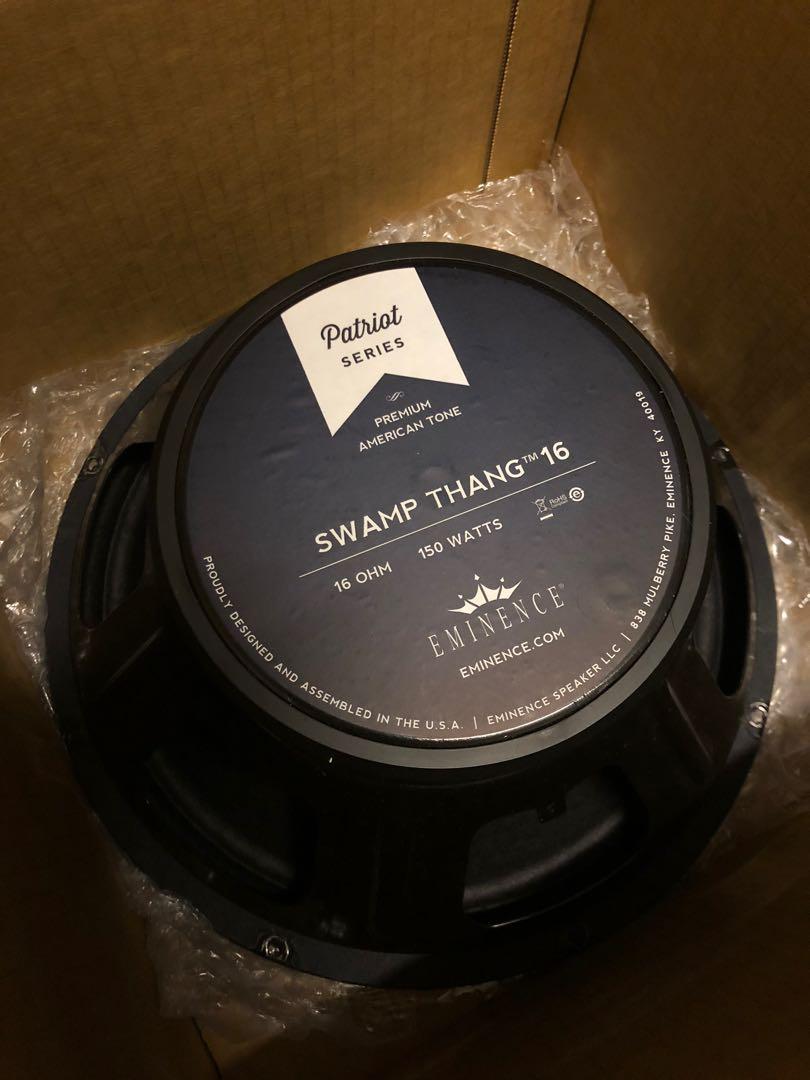 Patriot
SERIES
PREMIUM
AMERICAN TONE
SWAMP THANG™16
16 OHM 150 WATTS
RoHS
e
EMINENCE®
EMINENCE.COM
PROUDLY DESIGNED AND ASSEMBLED IN THE U.S.A. | EMINENCE SPEAKER LLC | 838 MULBERRY PIKE, EMINENCE KY 40019